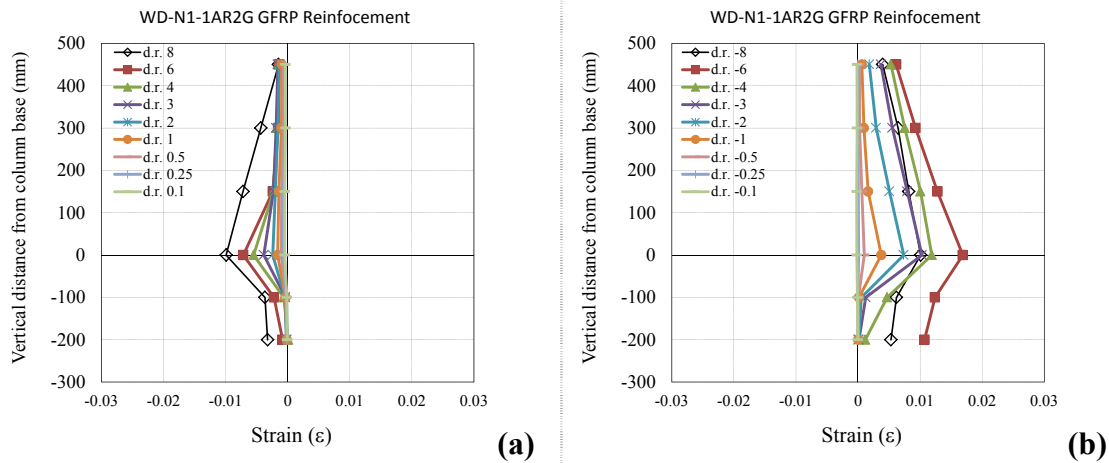 WD-N1-1AR2G GFRP Reinfocement
Vertical distance from column base (mm)
500
400
300
200
100
0
-100
-200
-300
d.r. 8
d.r. 6
d.r. 4
d.r. 3
d.r. 2
d.r. 1
d.r. 0.5
d.r. 0.25
d.r. 0.1
-0.03 -0.02 -0.01 0 0.01 0.02 0.03
Strain (ε)
(a)
WD-N1-1AR2G GFRP Reinfocement
Vertical distance from column base (mm)
500
400
300
200
100
0
-100
-200
-300
d.r. -8
d.r. -6
d.r. -4
d.r. -3
d.r. -2
d.r. -1
d.r. -0.5
d.r. -0.25
d.r. -0.1
-0.03 -0.02 -0.01 0 0.01 0.02 0.03
Strain (ε)
(b)